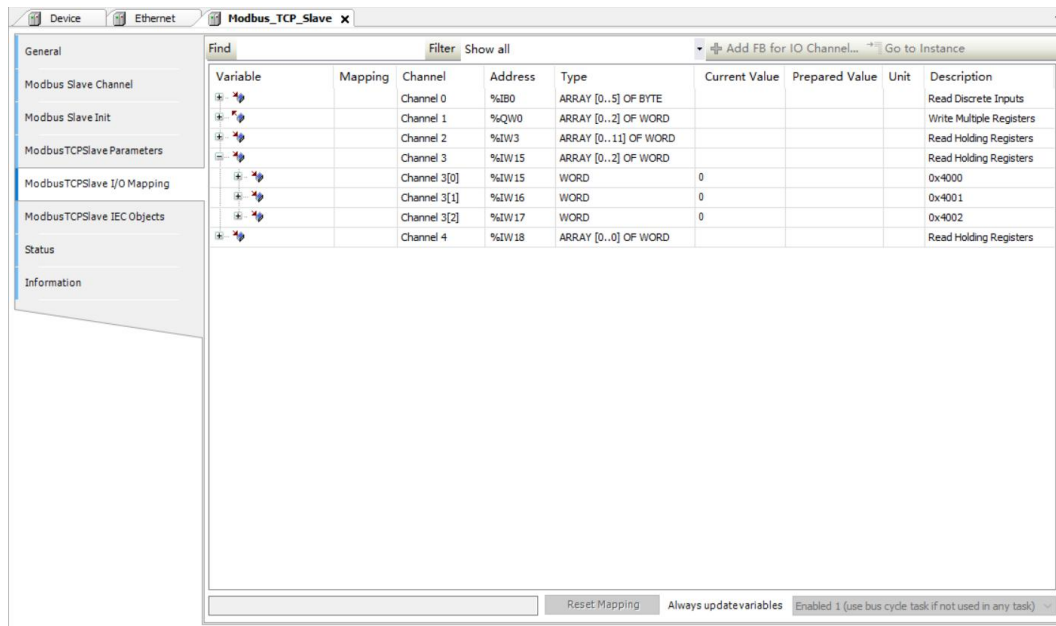 Device Ethernet Modbus_TCP_Slave X
General
Modbus Slave Channel
Modbus Slave Init
ModbusTCPSlave Parameters
ModbusTCPSlave I/O Mapping
ModbusTCPSlave IEC Objects
Status
Information
Find Filter Show all Add FB for IO Channel... Go to Instance
Variable Mapping Channel Address Type Current Value Prepared Value Unit Description
Channel 0 %IB0 ARRAY [0..5] OF BYTE Read Discrete Inputs
Channel 1 %QW0 ARRAY [0..2] OF WORD Write Multiple Registers
Channel 2 %IW3 ARRAY [0..11] OF WORD Read Holding Registers
Channel 3 %IW15 ARRAY [0..2] OF WORD Read Holding Registers
Channel 3[0] %IW15 WORD 0 0x4000
Channel 3[1] %IW16 WORD 0 0x4001
Channel 3[2] %IW17 WORD 0 0x4002
Channel 4 %IW18 ARRAY [0..0] OF WORD Read Holding Registers
Reset Mapping Always update variables Enabled 1 (use bus cycle task if not used in any task)